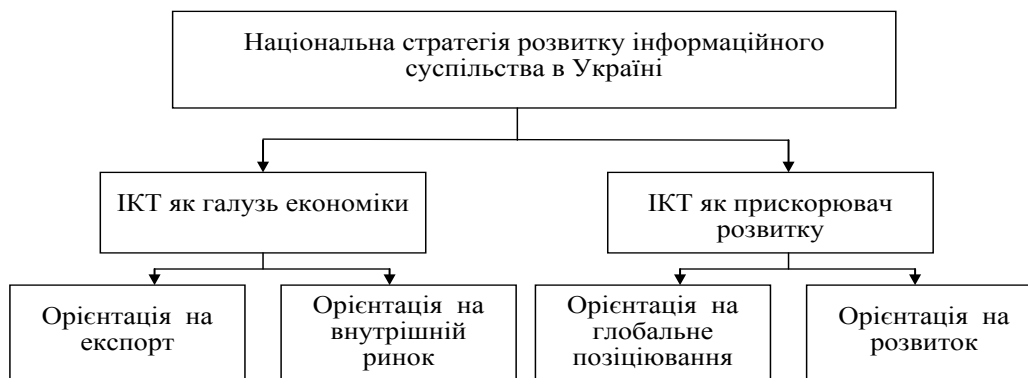 Національна стратегія розвитку інформаційного
суспільства в Україні
ІКТ як галузь економіки
ІКТ як прискорювач
розвитку
Орієнтація на
експорт
Орієнтація на
внутрішній
ринок
Орієнтація на
глобальне
позіціювання
Орієнтація на
розвиток